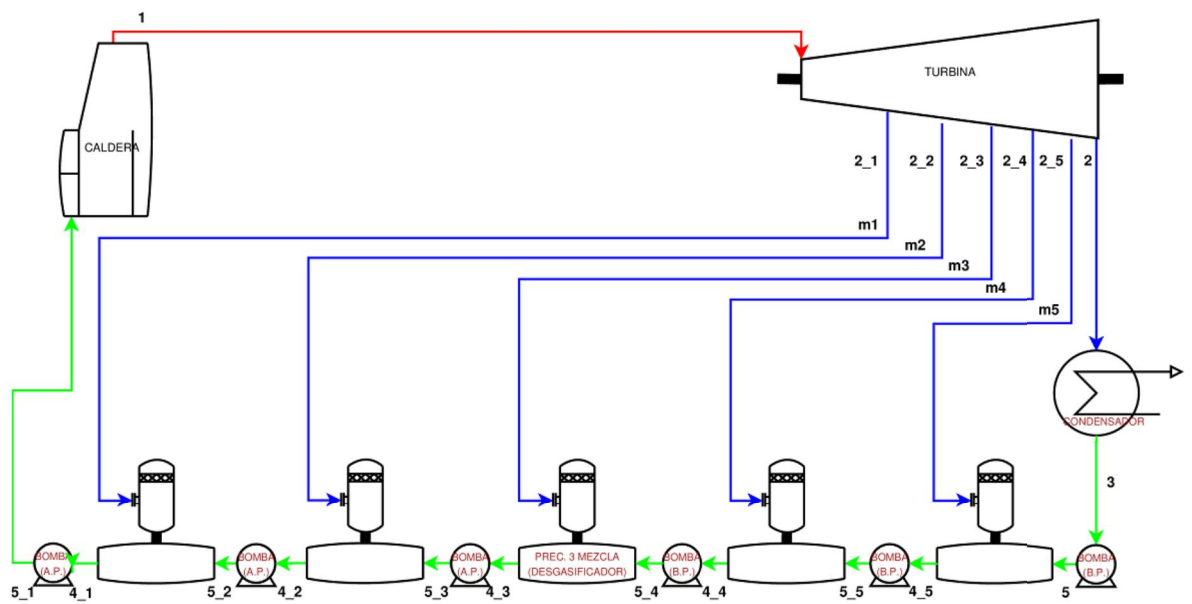 1
TURBINA
CALDERA
2_1
2_2
2_3
2_4
2_5
2
m1
m2
m3
m4
m5
CONDENSADOR
3
BOMBA
(A.P.)
BOMBA
(A.P.)
BOMBA
(A.P.)
PREC. 3 MEZCLA
(DESGASIFICADOR)
BOMBA
(B.P.)
BOMBA
(B.P.)
BOMBA
(B.P.)
5_1
4_1
5_2
4_2
5_3
4_3
5_4
4_4
5_5
4_5
5